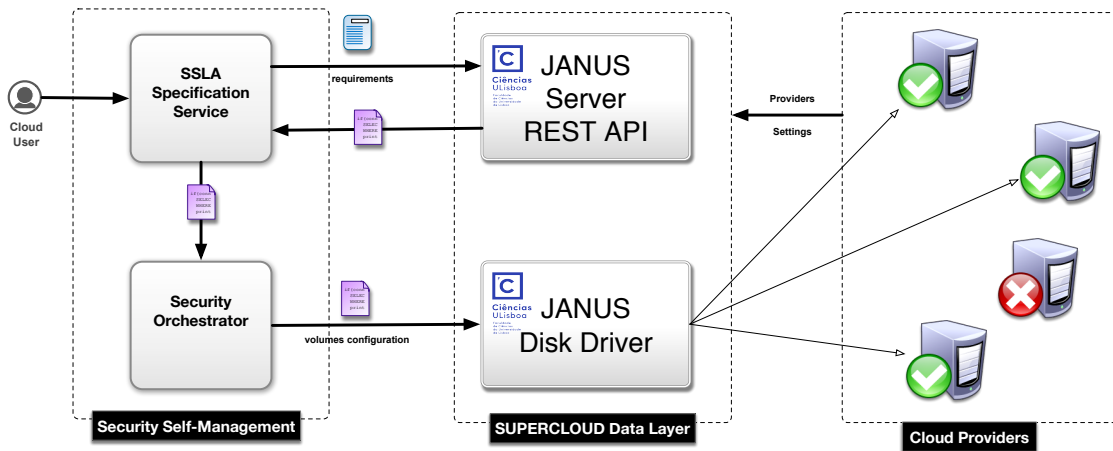 SSLA
Specification
Service
requirements
Ciências
ULisboa
JANUS
Server
REST API
Providers
Settings
Cloud
User
Security
Orchestrator
volumes configuration
Ciências
ULisboa
JANUS
Disk Driver
Security Self-Management
SUPERCLOUD Data Layer
Cloud Providers